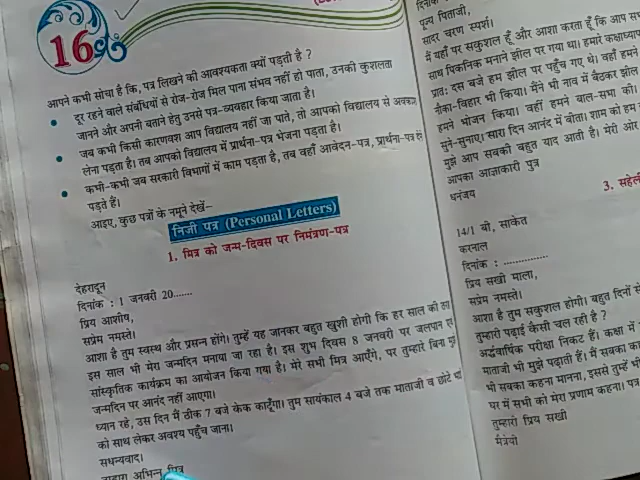 16
आपने कभी सोचा है कि, पत्र लिखने की आवश्यकता क्यों पड़ती है ?
दूर रहने वाले संबंधियों से रोज-रोज मिल पाना संभव नहीं हो पाता, उनकी कुशलता
जानने और अपनी बताने हेतु उनसे पत्र-व्यवहार किया जाता है।
जब कभी किसी कारणवश आप विद्यालय नहीं जा पाते, तो आपको विद्यालय से अवकाश
लेना पड़ता है। तब आपको विद्यालय में प्रार्थना-पत्र भेजना पड़ता है।
कभी-कभी जब सरकारी विभागों में काम पड़ता है, तब वहाँ आवेदन-पत्र, प्रार्थना-पत्र देने
पड़ते हैं।
आइए, कुछ पत्रों के नमूने देखें–
निजी पत्र (Personal Letters)
1. मित्र को जन्म-दिवस पर निमंत्रण-पत्र
देहरादून
दिनांक : 1 जनवरी 20.......
प्रिय आशीष,
सप्रेम नमस्ते।
आशा है तुम स्वस्थ और प्रसन्न होंगे। तुम्हें यह जानकर बहुत खुशी होगी कि हर साल की
इस साल भी मेरा जन्मदिन मनाया जा रहा है। इस शुभ दिवस 8 जनवरी पर जलपान
सांस्कृतिक कार्यक्रम का आयोजन किया गया है। मेरे सभी मित्र आएँगे, पर तुम्हारे बिना
जन्मदिन पर आनंद नहीं आएगा।
ध्यान रहे, उस दिन मैं ठीक 7 बजे केक काटूँगा। तुम सायंकाल 4 बजे तक माताजी व छोटे
को साथ लेकर अवश्य पहुँच जाना।
सधन्यवाद।
अभिन्न मित्र
दिनांक
पूज्य पिताजी,
सादर चरण स्पर्श।
मैं यहाँ पर सकुशल हूँ और आशा करता हूँ कि आप
साथ पिकनिक मनाने झील पर गया था। हमारे कक्षाध्याप
प्रातः दस बजे हम झील पर पहुँच गए थे। वहाँ हमने
नौका-विहार भी किया। मैंने भी नाव में बैठकर झील
हमने भोजन किया। वहीं हमने बाल-सभा की।
सुने-सुनाए। सारा दिन आनंद में बीता। शाम को हम
मुझे आप सबकी बहुत याद आती है। मेरी ओर
आपका आज्ञाकारी पुत्र
धनंजय
3. सहेली
14/1 बी, साकेत
करनाल
दिनांक : ..............
प्रिय सखी माला,
सप्रेम नमस्ते।
आशा है तुम सकुशल होगी। बहुत दिनों से
तुम्हारी पढ़ाई कैसी चल रही है ?
अर्द्धवार्षिक परीक्षा निकट हैं। कक्षा में
माताजी भी मुझे पढ़ाती हैं। मैं सबका
भी सबका कहना मानना, इससे तुम्हें
घर में सभी को मेरा प्रणाम कहना।
तुम्हारी प्रिय सखी
मैत्रेयी